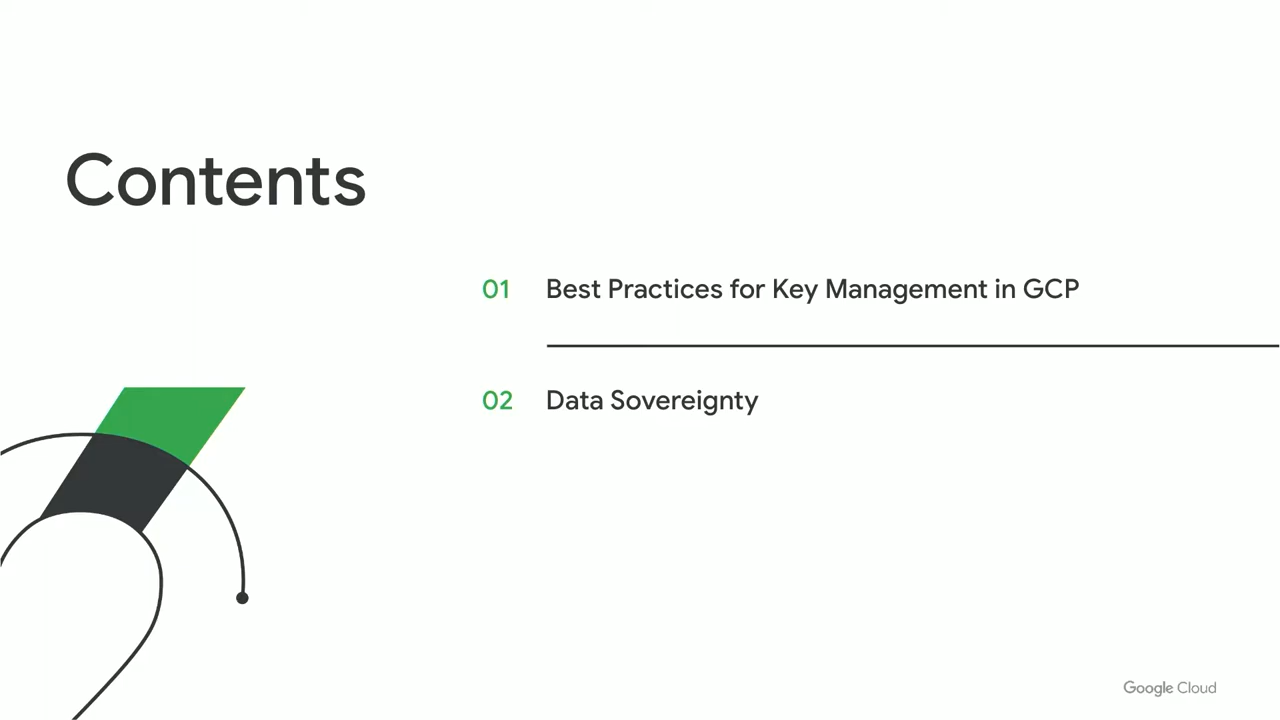 Contents
01 Best Practices for Key Management in GCP
02 Data Sovereignty
Google Cloud